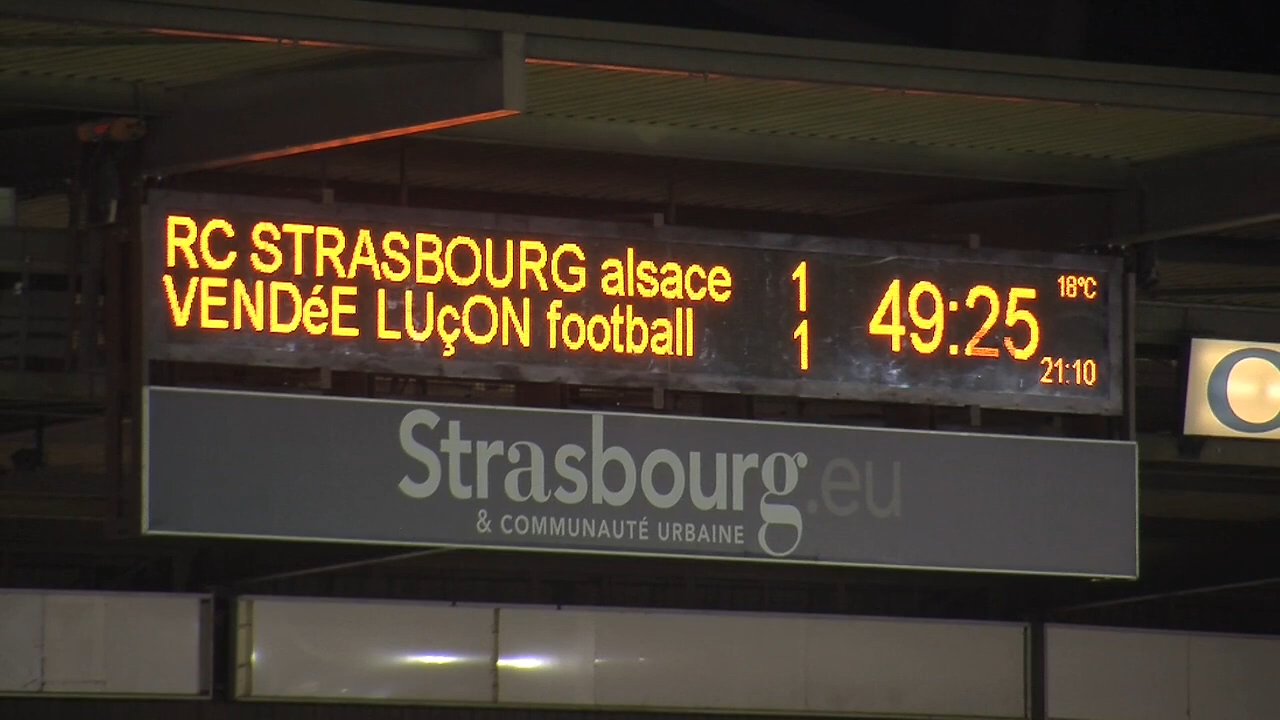 RC STRASBOURG alsace 1
VENDéE LUçON football 1
49:25
18°C
21:10
Strasbourg.eu
& COMMUNAUTÉ URBAINE